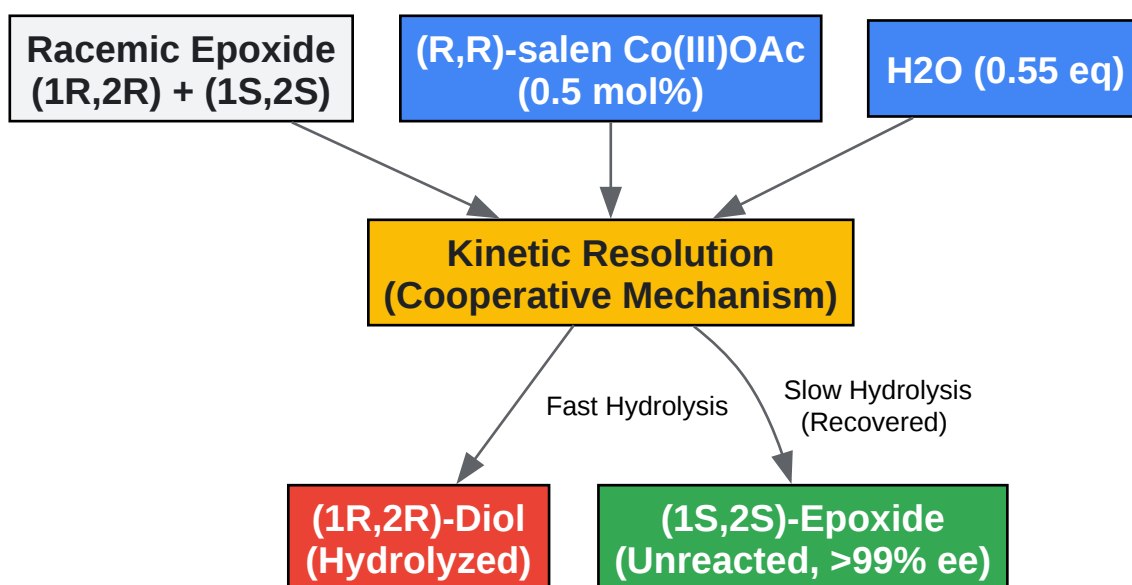 Racemic Epoxide
(1R,2R) + (1S,2S)
(R,R)-salen Co(III)OAc
(0.5 mol%)
H2O (0.55 eq)
Kinetic Resolution
(Cooperative Mechanism)
Fast Hydrolysis
Slow Hydrolysis
(Recovered)
(1R,2R)-Diol
(Hydrolyzed)
(1S,2S)-Epoxide
(Unreacted, >99% ee)